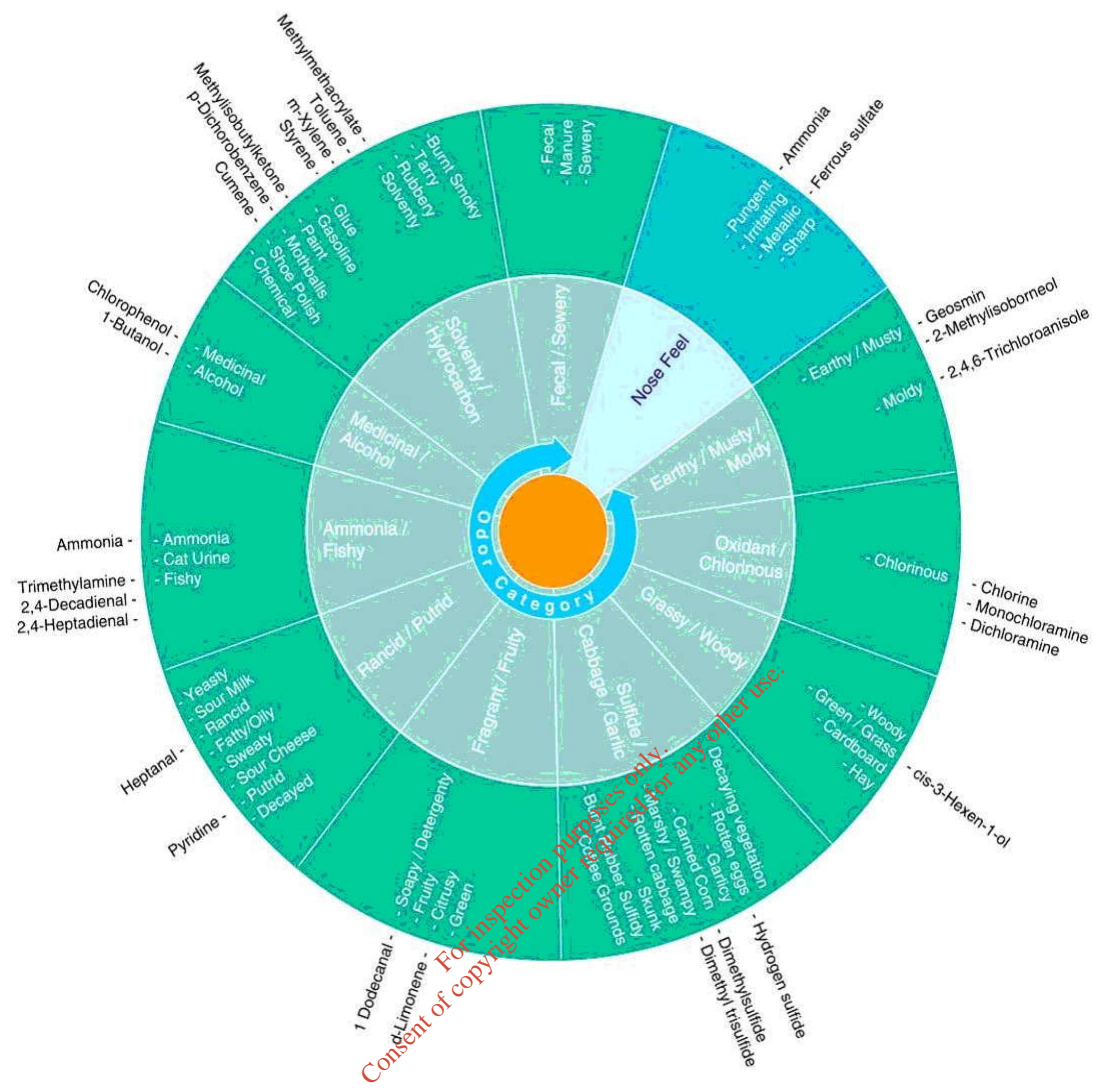 Methylmethacrylate -
Toluene -
m-Xylene -
Styrene -
Methylisobutylketone -
p-Dichorobenzene -
Cumene -
Chlorophenol -
1-Butanol -
Ammonia -
Trimethylamine -
2,4-Decadienal -
2,4-Heptadienal -
Heptanal -
Pyridine -
1 Dodecanal -
d-Limonene -
- Hydrogen sulfide
- Dimethylsulfide
- Dimethyl trisulfide
- cis-3-Hexen-1-ol
- Chlorine
- Monochloramine
- Dichloramine
- Geosmin
- 2-Methylisoborneol
- 2,4,6-Trichloroanisole
- Ammonia
- Ferrous sulfate
- Fecal
- Manure
- Sewery
- Pungent
- Irritating
- Metallic
- Sharp
- Earthy / Musty
- Moldy
- Chlorinous
- Woody
- Green / Grass
- Cardboard
- Hay
Decaying vegetation
- Rotten eggs
- Garlicy
- Canned Corn
Marshy / Swampy
- Rotten cabbage
- Skunk
- Burnt Rubber Sulfidy
- Coffee Grounds
- Soapy / Detergenty
- Fruity
- Citrusy
- Green
- Yeasty
- Sour Milk
- Rancid
- Fatty/Oily
- Sweaty
- Sour Cheese
- Putrid
- Decayed
- Ammonia
- Cat Urine
- Fishy
- Medicinal
- Alcohol
- Glue
- Gasoline
- Paint
- Mothballs
- Shoe Polish
- Chemical
- Burnt Smoky
- Tarry
- Rubbery
- Solventy
Fecal / Sewery
Nose Feel
Earthy / Musty /
Moldy
Oxidant /
Chlorinous
Grassy / Woody
Sulfide /
Cabbage / Garlic
Fragrant / Fruity
Rancid / Putrid
Ammonia /
Fishy
Medicinal /
Alcohol
Solventy /
Hydrocarbon
Odor Category
For inspection purposes only.
Consent of copyright owner required for any other use.